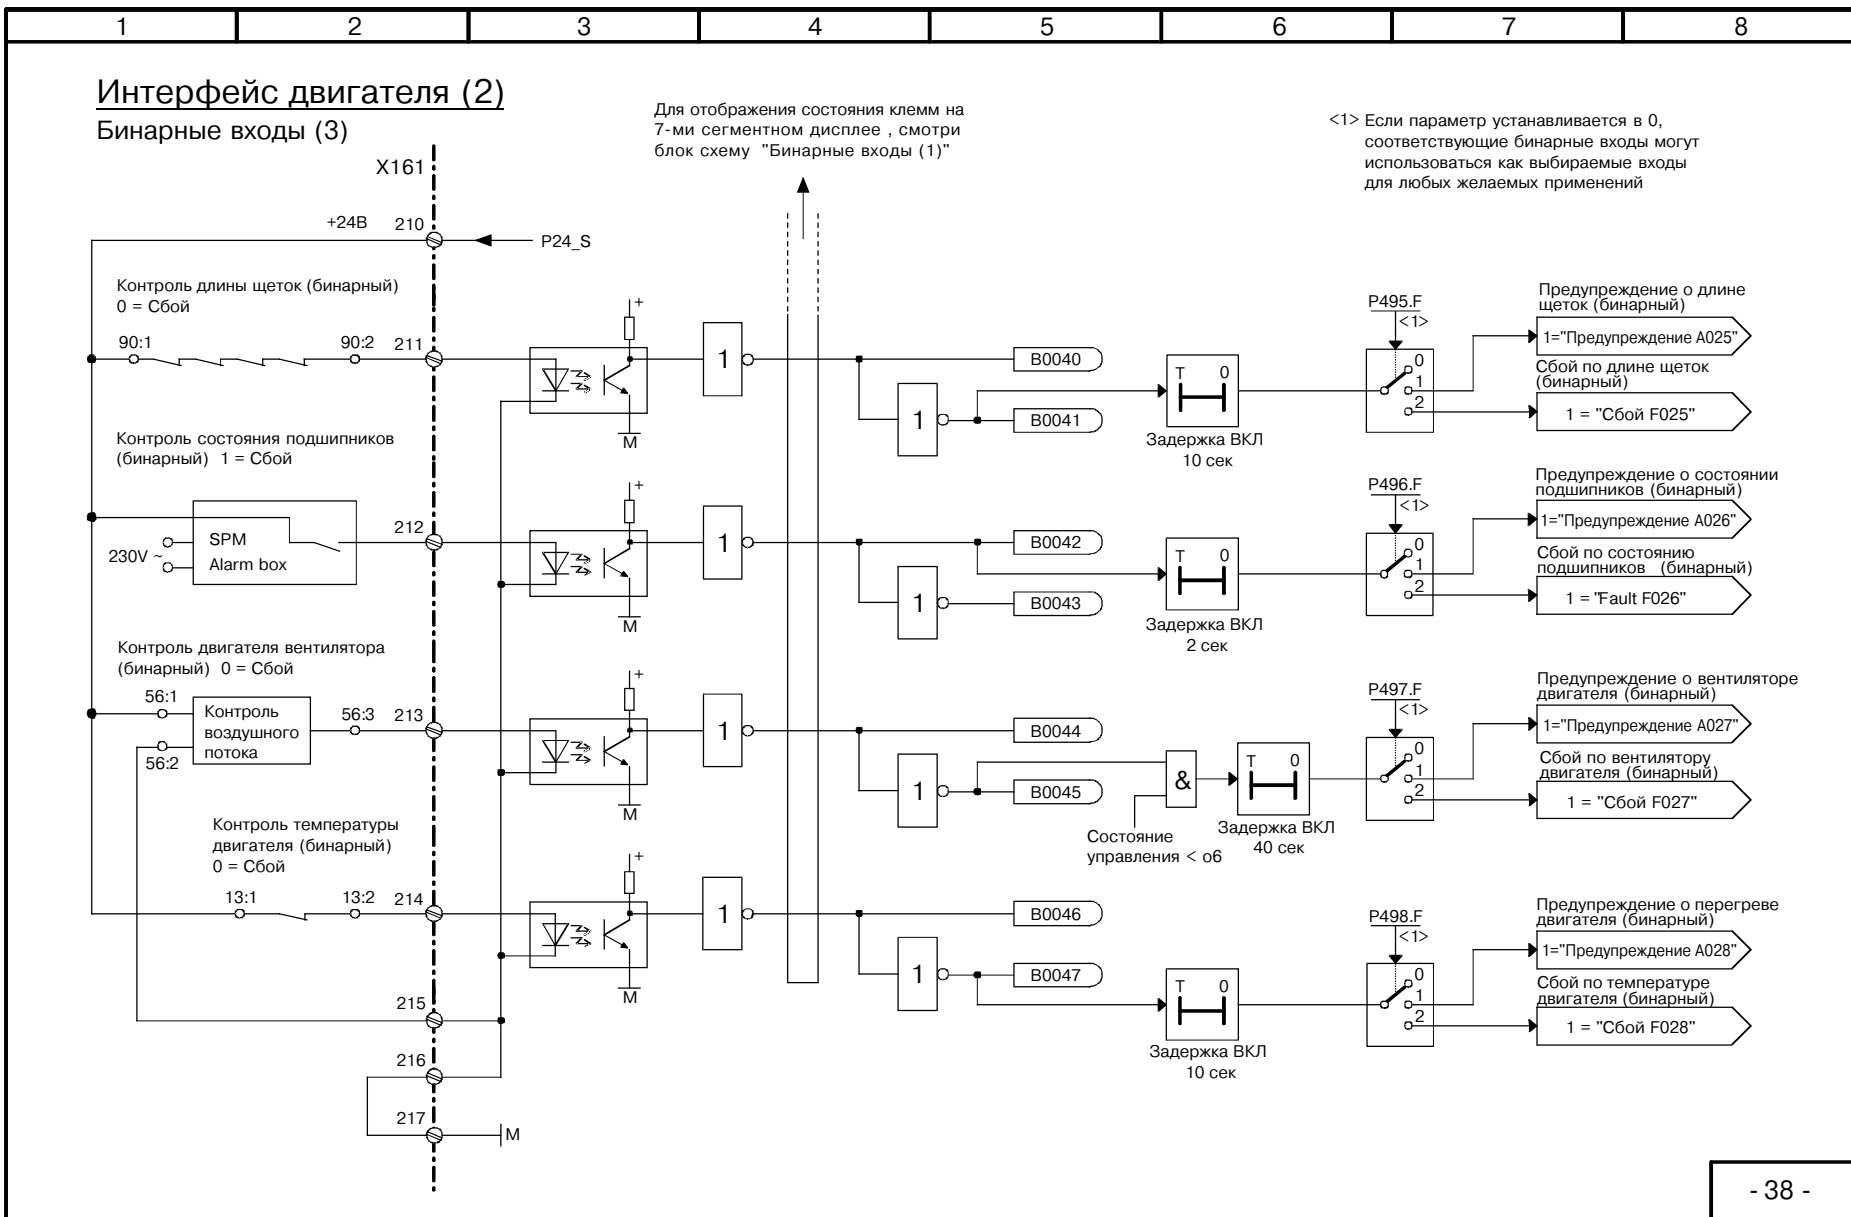 1 2 3 4 5 6 7 8
Интерфейс двигателя (2)
Бинарные входы (3)
Для отображения состояния клемм на
7-ми сегментном дисплее , смотри
блок схему "Бинарные входы (1)"
<1> Если параметр устанавливается в 0,
соответствующие бинарные входы могут
использоваться как выбираемые входы
для любых желаемых применений
X161
+24В 210
P24_S
Контроль длины щеток (бинарный)
0 = Сбой
90:1 90:2 211
+
M
1
1
B0040
B0041
T 0
Задержка ВКЛ
10 сек
P495.F
<1>
0
1
2
Предупреждение о длине
щеток (бинарный)
1="Предупреждение A025"
Сбой по длине щеток
(бинарный)
1 = "Сбой F025"
Контроль состояния подшипников
(бинарный) 1 = Сбой
230V ~
SPM
Alarm box
212
+
M
1
1
B0042
B0043
T 0
Задержка ВКЛ
2 сек
P496.F
<1>
0
1
2
Предупреждение о состоянии
подшипников (бинарный)
1="Предупреждение A026"
Сбой по состоянию
подшипников (бинарный)
1 = "Fault F026"
Контроль двигателя вентилятора
(бинарный) 0 = Сбой
56:1
56:2
Контроль
воздушного
потока
56:3 213
+
M
1
1
B0044
B0045
&
Состояние
управления < o6
T 0
Задержка ВКЛ
40 сек
P497.F
<1>
0
1
2
Предупреждение о вентиляторе
двигателя (бинарный)
1="Предупреждение A027"
Сбой по вентилятору
двигателя (бинарный)
1 = "Сбой F027"
Контроль температуры
двигателя (бинарный)
0 = Сбой
13:1 13:2 214
+
M
1
1
B0046
B0047
T 0
Задержка ВКЛ
10 сек
P498.F
<1>
0
1
2
Предупреждение о перегреве
двигателя (бинарный)
1="Предупреждение A028"
Сбой по температуре
двигателя (бинарный)
1 = "Сбой F028"
215
216
217
M
- 38 -